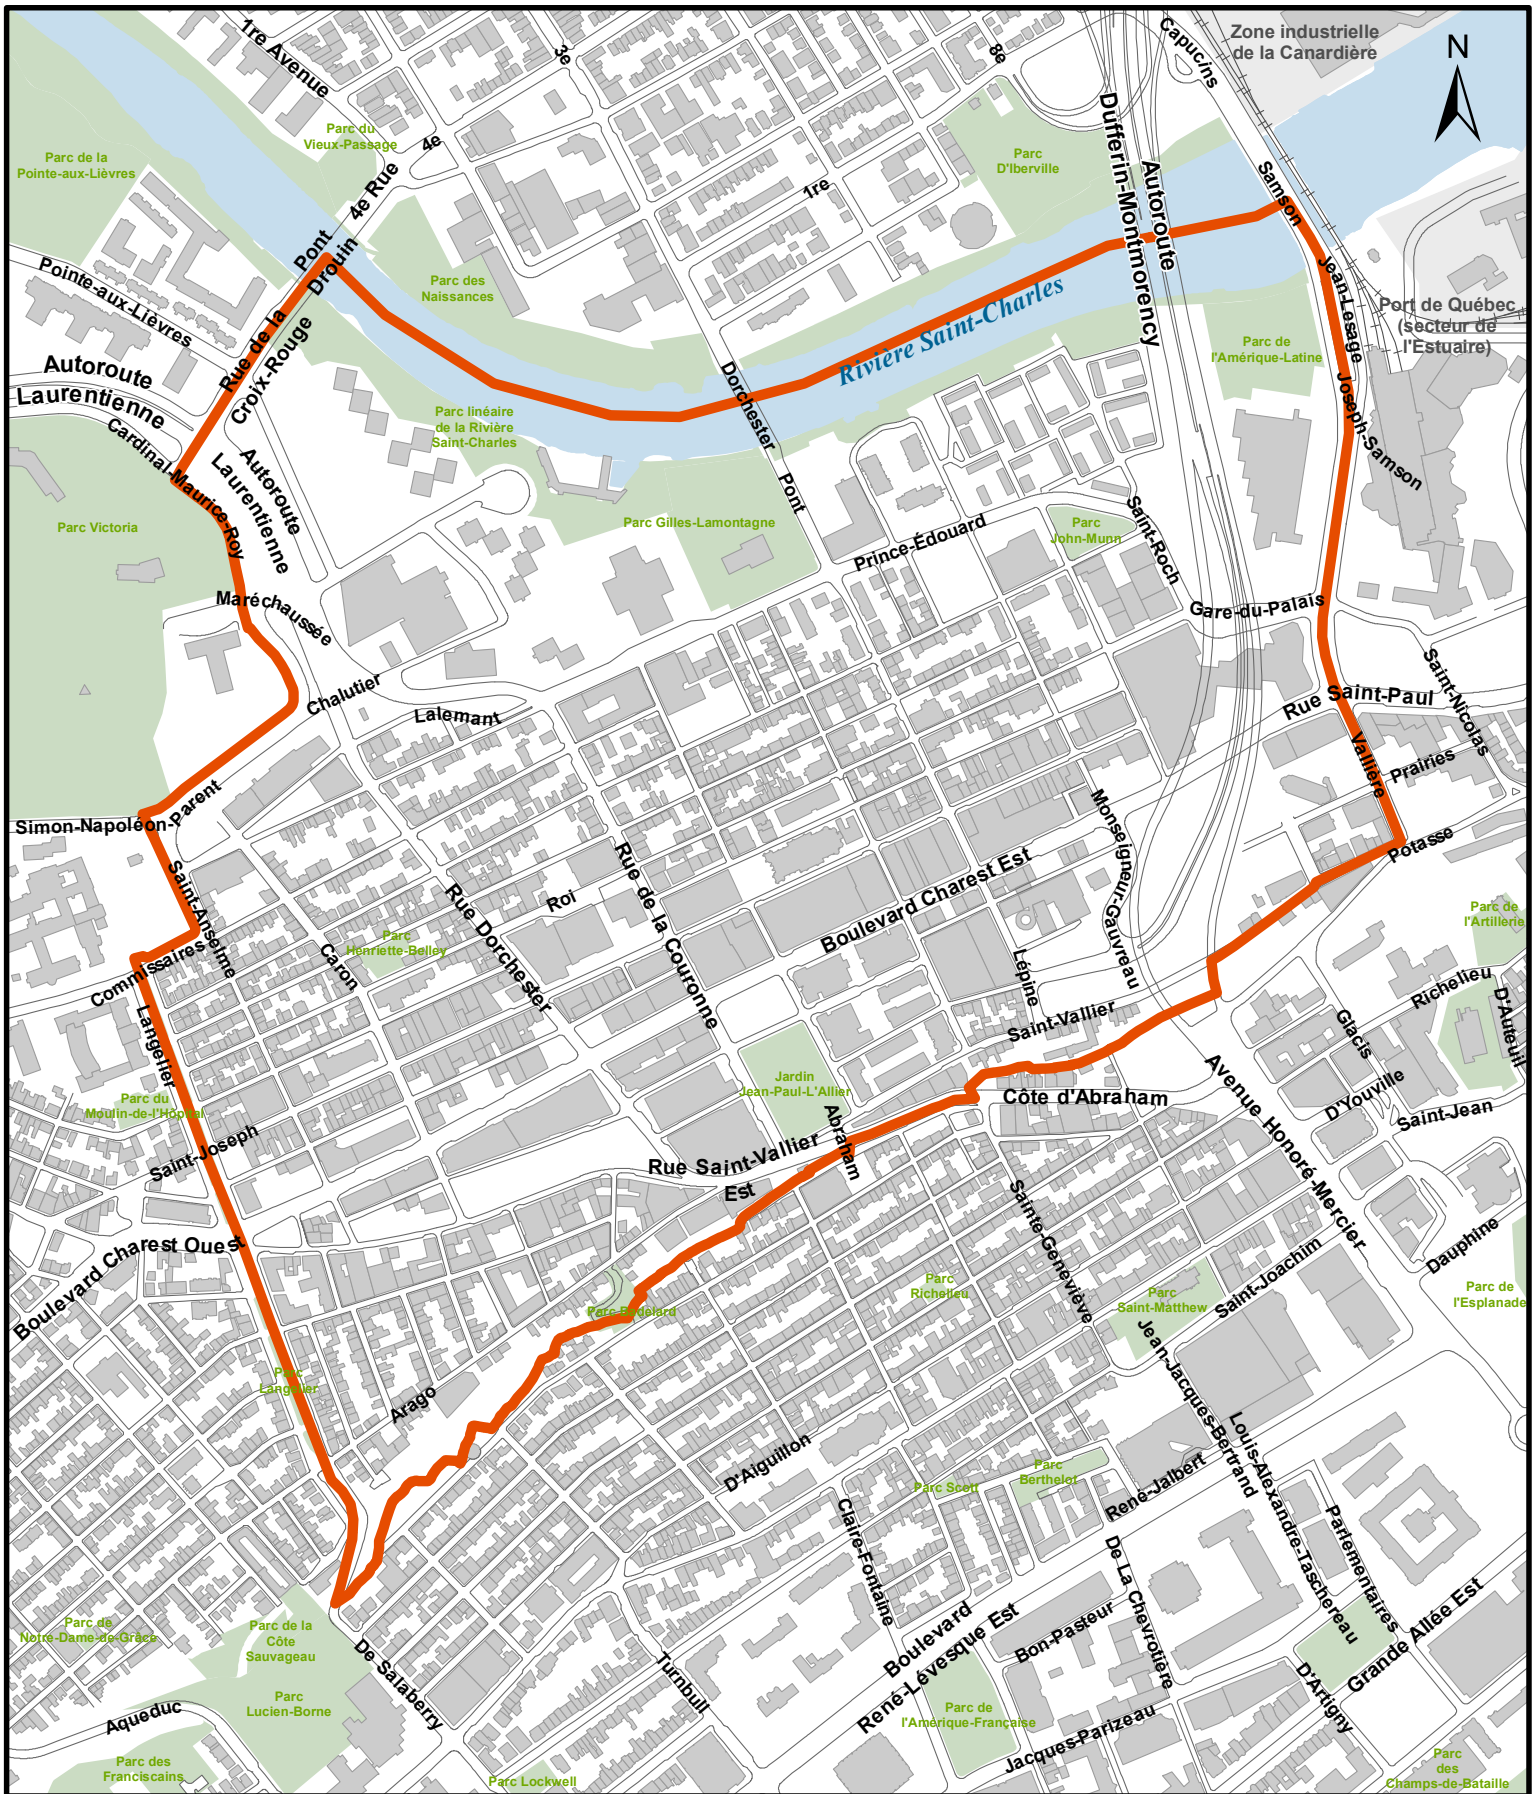 1re Avenue
3e
8e
Capucins
Zone industrielle
de la Canardière
N
Parc du
Vieux-Passage
4e
Parc de la
Pointe-aux-Lièvres
4e Rue
Dufferin-Montmorency
Autoroute
Parc
D'Iberville
1re
Samson
Pont
Drouin
Pointe-aux-Lièvres
Parc des
Naissances
Rivière Saint-Charles
Jean-Lesage
Port de Québec
(secteur de
l'Estuaire)
Rue de la
Croix-Rouge
Autoroute
Laurentienne
Parc de
l'Amérique-Latine
Dorchester
Pont
Joseph-Samson
Parc linéaire
de la Rivière
Saint-Charles
Cardinal-Maurice-Roy
Autoroute
Laurentienne
Parc Victoria
Parc Gilles-Lamontagne
Prince-Édouard
Parc
John-Munn
Saint-Roch
Maréchaussée
Gare-du-Palais
Chalutier
Lalemant
Rue Saint-Paul
Saint-Nicolas
Vallière
Prairies
Simon-Napoléon-Parent
Monseigneur-Gauvreau
Potasse
Saint-Anselme
Rue Dorchester
Roi
Rue de la Couronne
Boulevard Charest Est
Parc de
l'Artillerie
Parc
Henriette-Belley
Caron
Commissaires
Lépine
Richelieu
D'Auteuil
Langelier
Saint-Vallier
Glacis
Parc du
Moulin-de-l'Hôpital
Jardin
Jean-Paul-L'Allier
Côte d'Abraham
Avenue Honoré-Mercier
D'Youville
Saint-Jean
Saint-Joseph
Abraham
Rue Saint-Vallier
Est
Sainte-Geneviève
Boulevard Charest Ouest
Dauphine
Saint-Joachim
Parc
Richelieu
Parc
Saint-Matthew
Parc de
l'Esplanade
Parc Badelard
Jean-Jacques-Bertrand
Parc
Langelier
Arago
Louis-Alexandre-Taschereau
D'Aiguillon
Parc
Berthelot
Parc Scott
René-Jalbert
Claire-Fontaine
Parlementaires
De La Chevrotière
Parc de
Notre-Dame-de-Grâce
Parc de la
Côte
Sauvageau
Boulevard
René-Lévesque Est
Bon-Pasteur
Grande Allée Est
De Salaberry
Turnbull
D'Artigny
Parc
Lucien-Borne
Aqueduc
Parc de
l'Amérique-Française
Jacques-Parizeau
Parc des
Franciscains
Parc Lockwell
Parc
des
Champs-de-Bataille